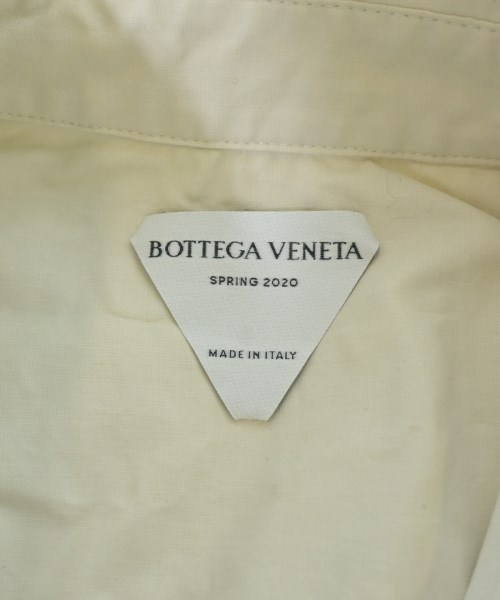 BOTTEGA VENETA
SPRING 2020
MADE IN ITALY